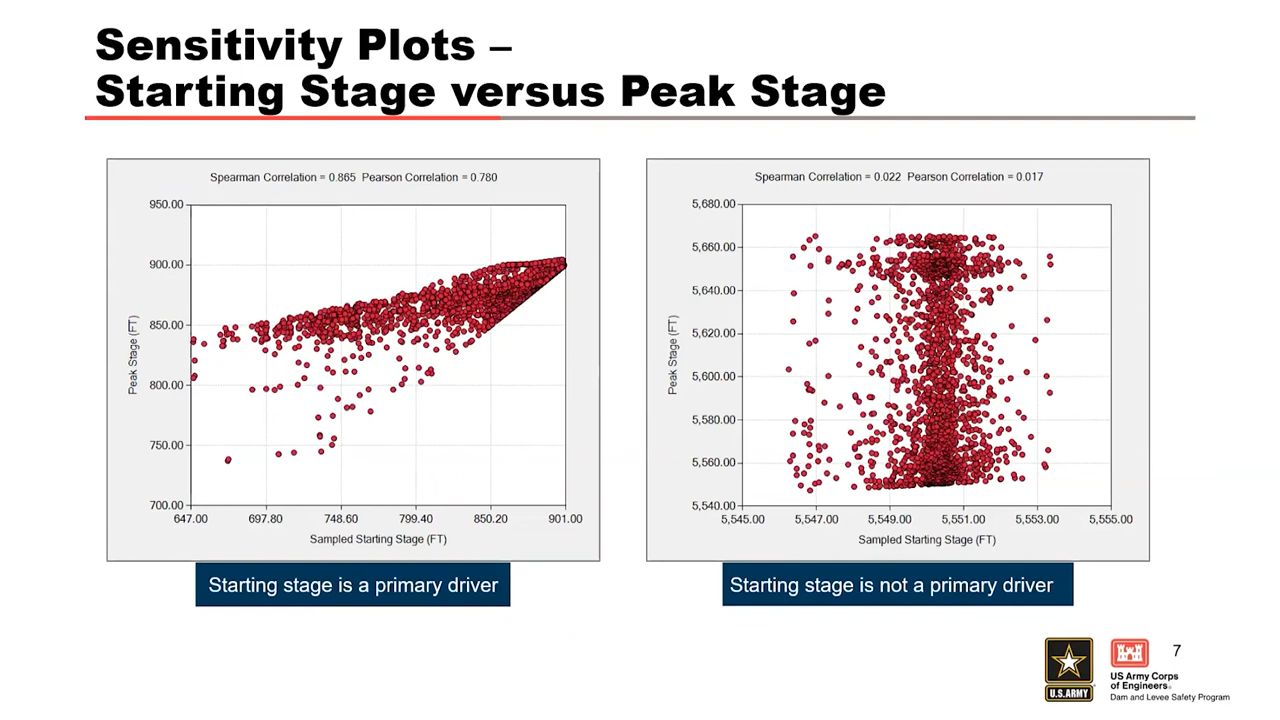 Sensitivity Plots –
Starting Stage versus Peak Stage
Spearman Correlation = 0.865 Pearson Correlation = 0.780
950.00
900.00
850.00
800.00
750.00
700.00
Peak Stage (FT)
647.00 697.80 748.60 799.40 850.20 901.00
Sampled Starting Stage (FT)
Starting stage is a primary driver
Spearman Correlation = 0.022 Pearson Correlation = 0.017
5,680.00
5,660.00
5,640.00
5,620.00
5,600.00
5,580.00
5,560.00
5,540.00
Peak Stage (FT)
5,545.00 5,547.00 5,549.00 5,551.00 5,553.00 5,555.00
Sampled Starting Stage (FT)
Starting stage is not a primary driver
7
U.S.ARMY
US Army Corps
of Engineers®
Dam and Levee Safety Program